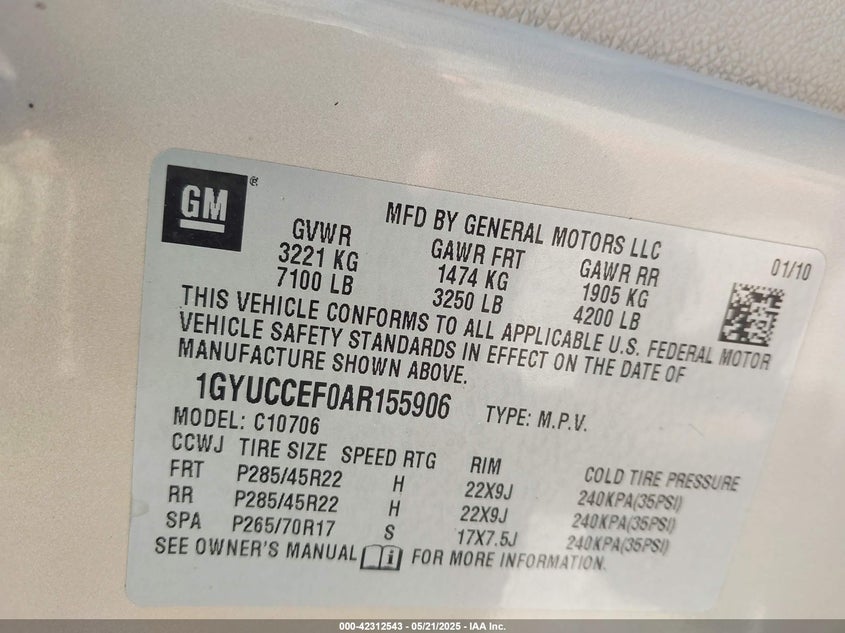 GM ®
MFD BY GENERAL MOTORS LLC
01/10
GVWR GAWR FRT GAWR RR
3221 KG 1474 KG 1905 KG
7100 LB 3250 LB 4200 LB
THIS VEHICLE CONFORMS TO ALL APPLICABLE U.S. FEDERAL MOTOR
VEHICLE SAFETY STANDARDS IN EFFECT ON THE DATE OF
MANUFACTURE SHOWN ABOVE.
1GYUCCEF0AR155906 TYPE: M.P.V.
MODEL: C10706
CCWJ TIRE SIZE SPEED RTG RIM COLD TIRE PRESSURE
FRT P285/45R22 H 22X9J 240KPA(35PSI)
RR P285/45R22 H 22X9J 240KPA(35PSI)
SPA P265/70R17 S 17X7.5J 240KPA(35PSI)
SEE OWNER'S MANUAL i FOR MORE INFORMATION.
000-42312543 - 05/21/2025 - IAA Inc.